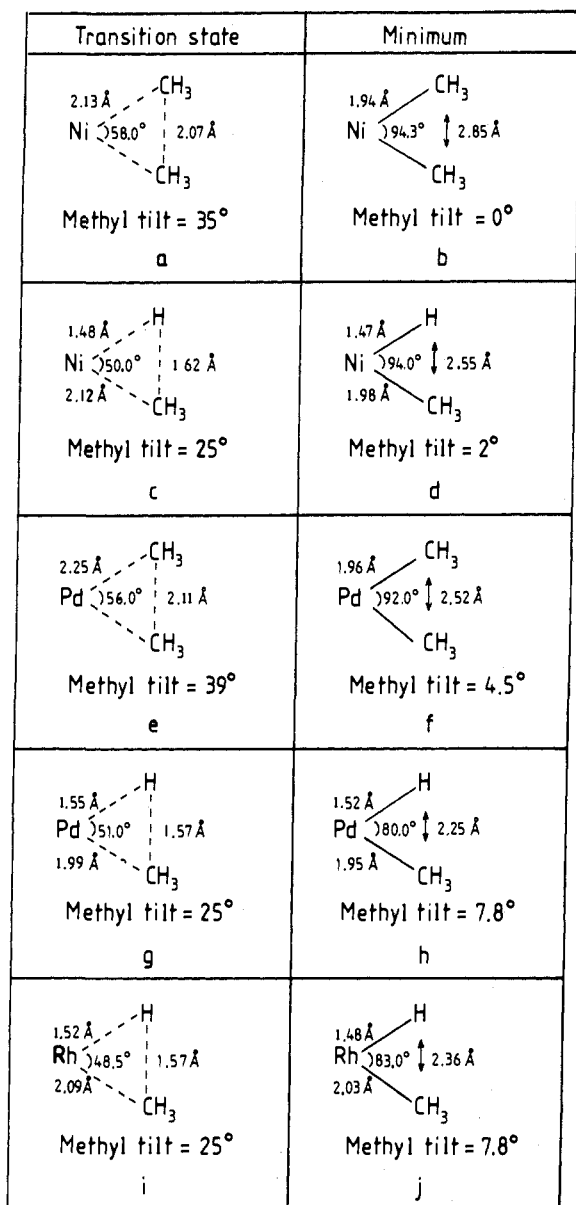 Transition state
Minimum
2.13 Å
CH3
Ni
58.0°
2.07 Å
CH3
Methyl tilt = 35°
a
1.94 Å
CH3
Ni
94.3°
2.85 Å
CH3
Methyl tilt = 0°
b
1.48 Å
H
Ni
50.0°
1.62 Å
2.12 Å
CH3
Methyl tilt = 25°
c
1.47 Å
H
Ni
94.0°
2.55 Å
1.98 Å
CH3
Methyl tilt = 2°
d
2.25 Å
CH3
Pd
56.0°
2.11 Å
CH3
Methyl tilt = 39°
e
1.96 Å
CH3
Pd
92.0°
2.52 Å
CH3
Methyl tilt = 4.5°
f
1.55 Å
H
Pd
51.0°
1.57 Å
1.99 Å
CH3
Methyl tilt = 25°
g
1.52 Å
H
Pd
80.0°
2.25 Å
1.95 Å
CH3
Methyl tilt = 7.8°
h
1.52 Å
H
Rh
48.5°
1.57 Å
2.09 Å
CH3
Methyl tilt = 25°
i
1.48 Å
H
Rh
83.0°
2.36 Å
2.03 Å
CH3
Methyl tilt = 7.8°
j